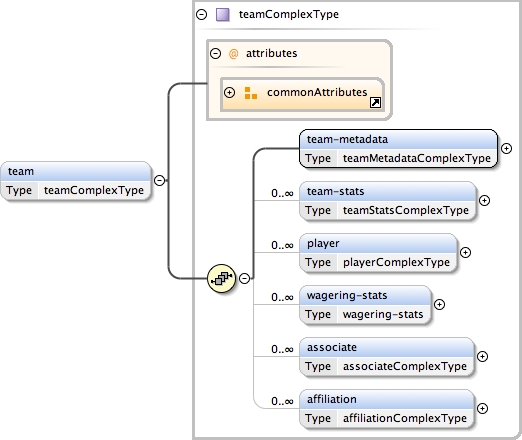 teamComplexType
@ attributes
commonAttributes
team
Type teamComplexType
team-metadata
Type teamMetadataComplexType
0..∞
team-stats
Type teamStatsComplexType
0..∞
player
Type playerComplexType
0..∞
wagering-stats
Type wagering-stats
0..∞
associate
Type associateComplexType
0..∞
affiliation
Type affiliationComplexType